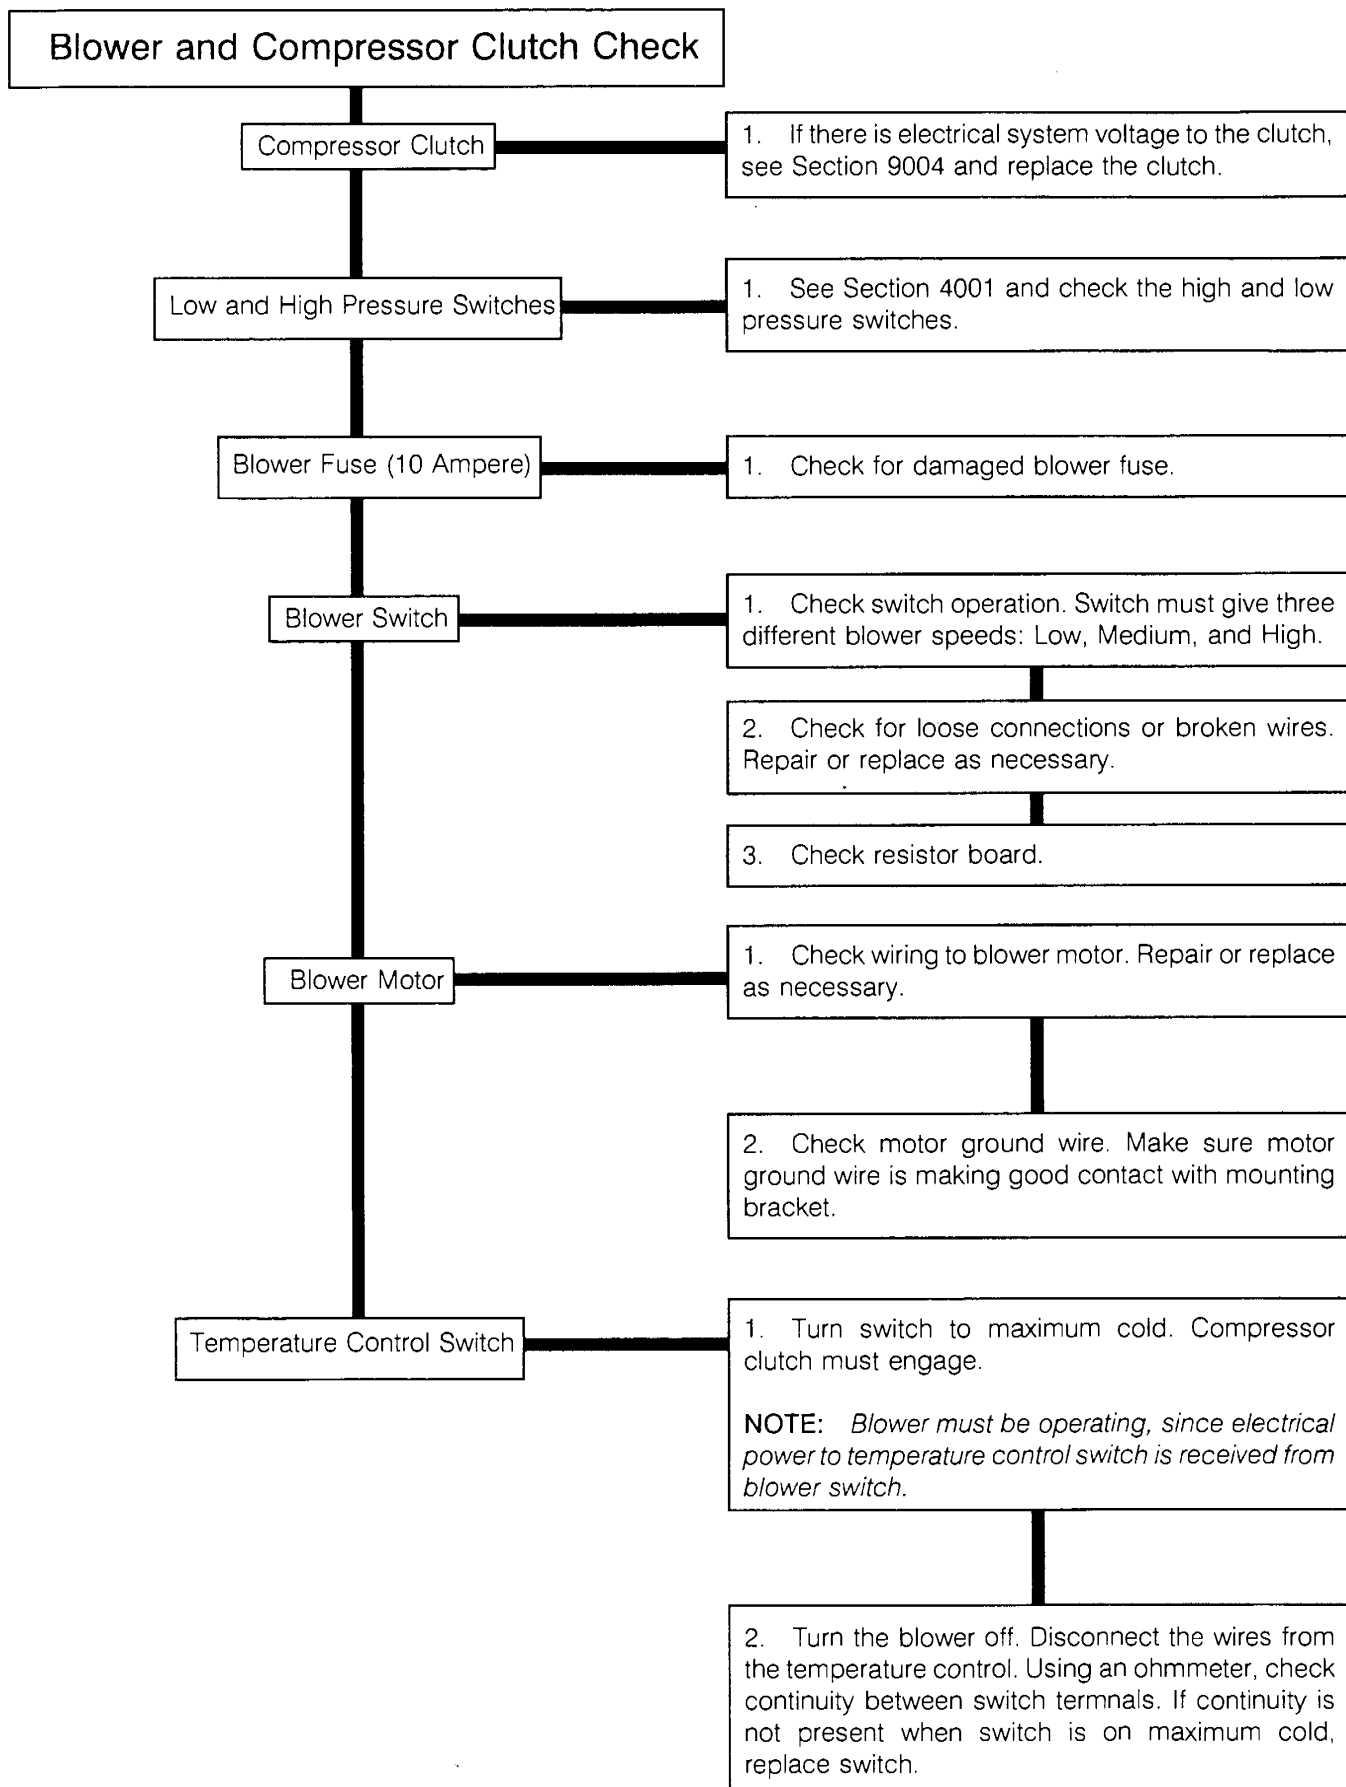 Blower and Compressor Clutch Check
Compressor Clutch
1. If there is electrical system voltage to the clutch,
see Section 9004 and replace the clutch.
Low and High Pressure Switches
1. See Section 4001 and check the high and low
pressure switches.
Blower Fuse (10 Ampere)
1. Check for damaged blower fuse.
Blower Switch
1. Check switch operation. Switch must give three
different blower speeds: Low, Medium, and High.
2. Check for loose connections or broken wires.
Repair or replace as necessary.
3. Check resistor board.
Blower Motor
1. Check wiring to blower motor. Repair or replace
as necessary.
2. Check motor ground wire. Make sure motor
ground wire is making good contact with mounting
bracket.
Temperature Control Switch
1. Turn switch to maximum cold. Compressor
clutch must engage.
NOTE: Blower must be operating, since electrical
power to temperature control switch is received from
blower switch.
2. Turn the blower off. Disconnect the wires from
the temperature control. Using an ohmmeter, check
continuity between switch termnals. If continuity is
not present when switch is on maximum cold,
replace switch.